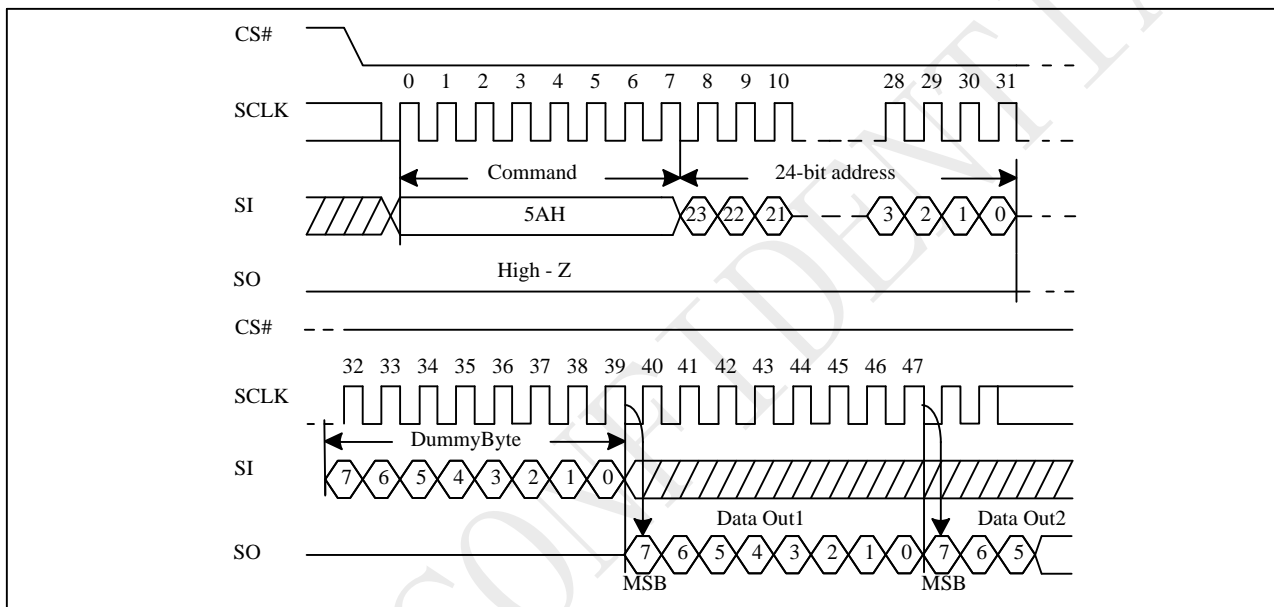 CS#
0 1 2 3 4 5 6 7 8 9 10 28 29 30 31
SCLK
Command 24-bit address
SI 5AH 23 22 21 3 2 1 0
High - Z
SO
CS#
32 33 34 35 36 37 38 39 40 41 42 43 44 45 46 47
SCLK
DummyByte
SI 7 6 5 4 3 2 1 0
Data Out1 Data Out2
SO 7 6 5 4 3 2 1 0 7 6 5
MSB MSB
CONFIDENTIA